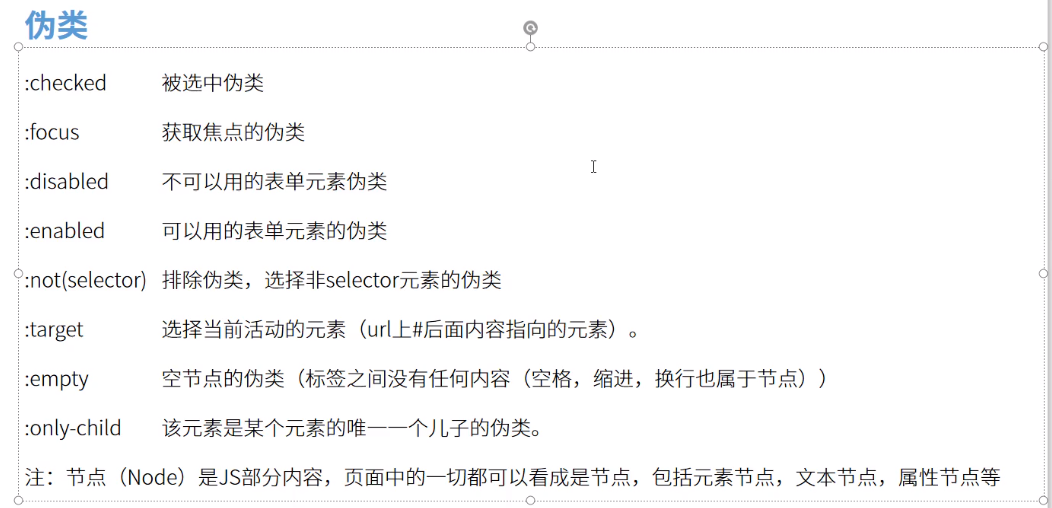 伪类
:checked 被选中伪类
:focus 获取焦点的伪类
:disabled 不可以用的表单元素伪类
:enabled 可以用的表单元素的伪类
:not(selector) 排除伪类，选择非selector元素的伪类
:target 选择当前活动的元素（url上#后面内容指向的元素）。
:empty 空节点的伪类（标签之间没有任何内容（空格，缩进，换行也属于节点））
:only-child 该元素是某个元素的唯一一个儿子的伪类。
注：节点（Node）是JS部分内容，页面中的一切都可以看成是节点，包括元素节点，文本节点，属性节点等